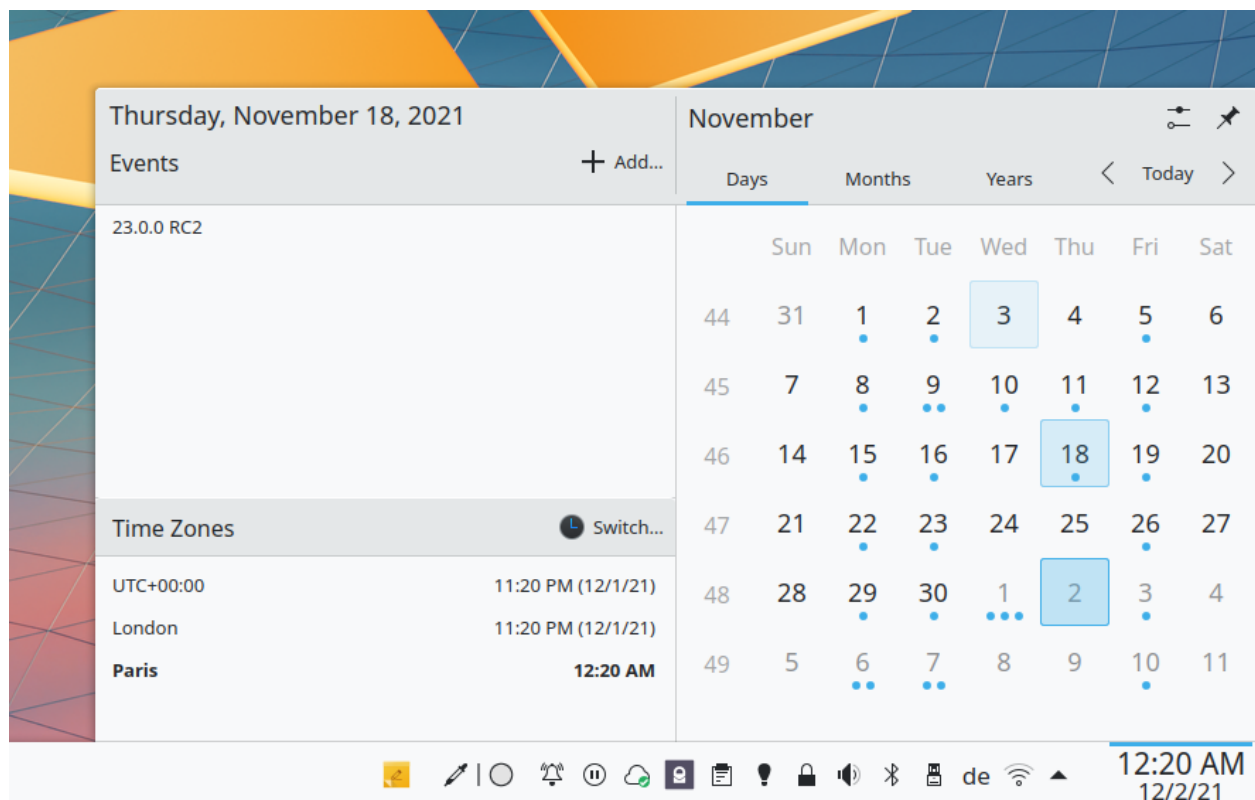 Thursday, November 18, 2021
Events
Add...
23.0.0 RC2
Time Zones
Switch...
UTC+00:00 11:20 PM (12/1/21)
London 11:20 PM (12/1/21)
Paris 12:20 AM
November
Days Months Years Today
Sun Mon Tue Wed Thu Fri Sat
44 31 1 2 3 4 5 6
45 7 8 9 10 11 12 13
46 14 15 16 17 18 19 20
47 21 22 23 24 25 26 27
48 28 29 30 1 2 3 4
49 5 6 7 8 9 10 11
de
12:20 AM
12/2/21